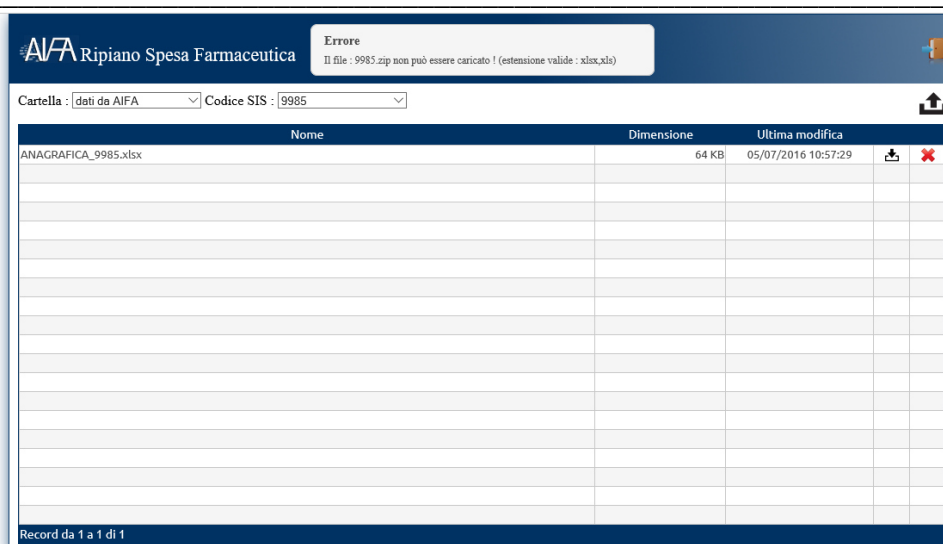 AIFA Ripiano Spesa Farmaceutica
Errore
Il file : 9985.zip non può essere caricato ! (estensione valide : xlsx,xls)
Cartella : dati da AIFA Codice SIS : 9985
Nome Dimensione Ultima modifica
ANAGRAFICA_9985.xlsx 64 KB 05/07/2016 10:57:29
Record da 1 a 1 di 1